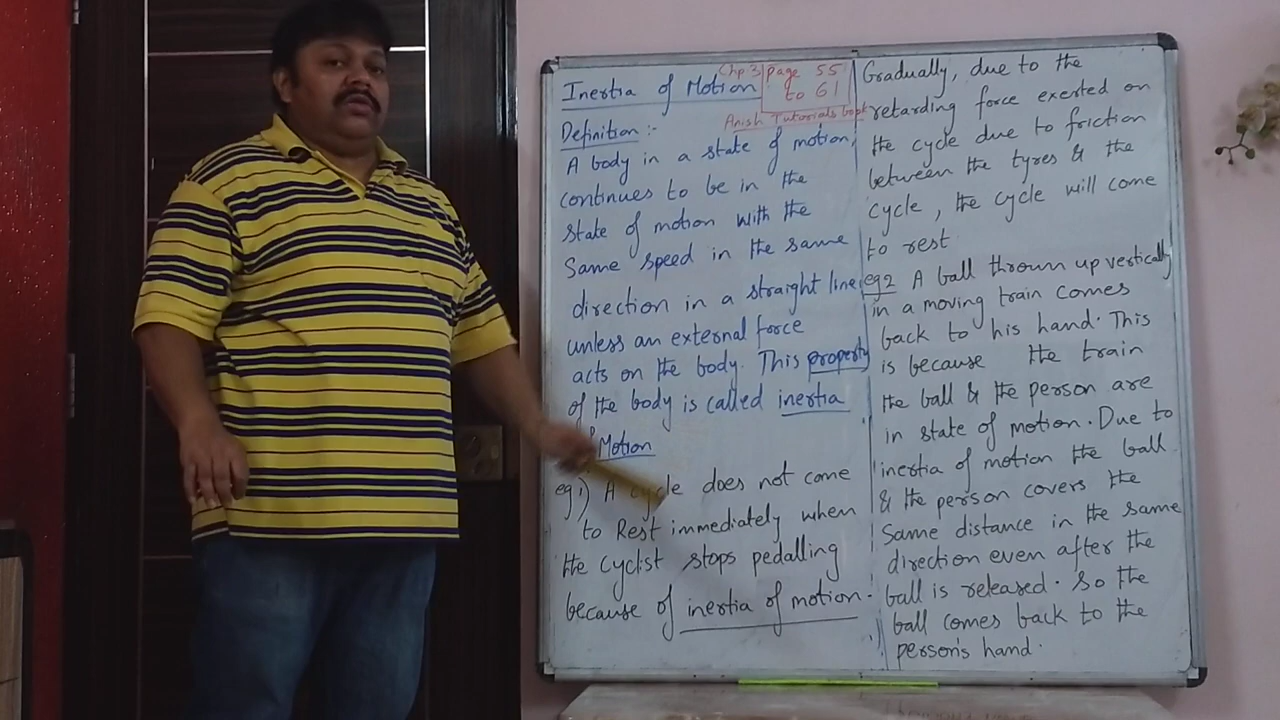 Inertia of Motion
Chp 3 page 55
to 61
Anish Tutorials book
Definition :-
A body in a state of motion,
continues to be in the
state of motion with the
Same speed in the same
direction in a straight line
unless an external force
acts on the body. This property
of the body is called inertia
Motion
eg1) A cycle does not come
to Rest immediately when
the cyclist stops pedalling
because of inertia of motion.
Gradually, due to the
retarding force exerted on
the cycle due to friction
between the tyres & the
cycle, the cycle will come
to rest
eg2 A ball thrown up vertically
in a moving train comes
back to his hand. This
is because the train
the ball & the person are
in state of motion. Due to
inertia of motion the ball
& the person covers the
Same distance in the same
direction even after the
ball is released. So the
ball comes back to the
person's hand.